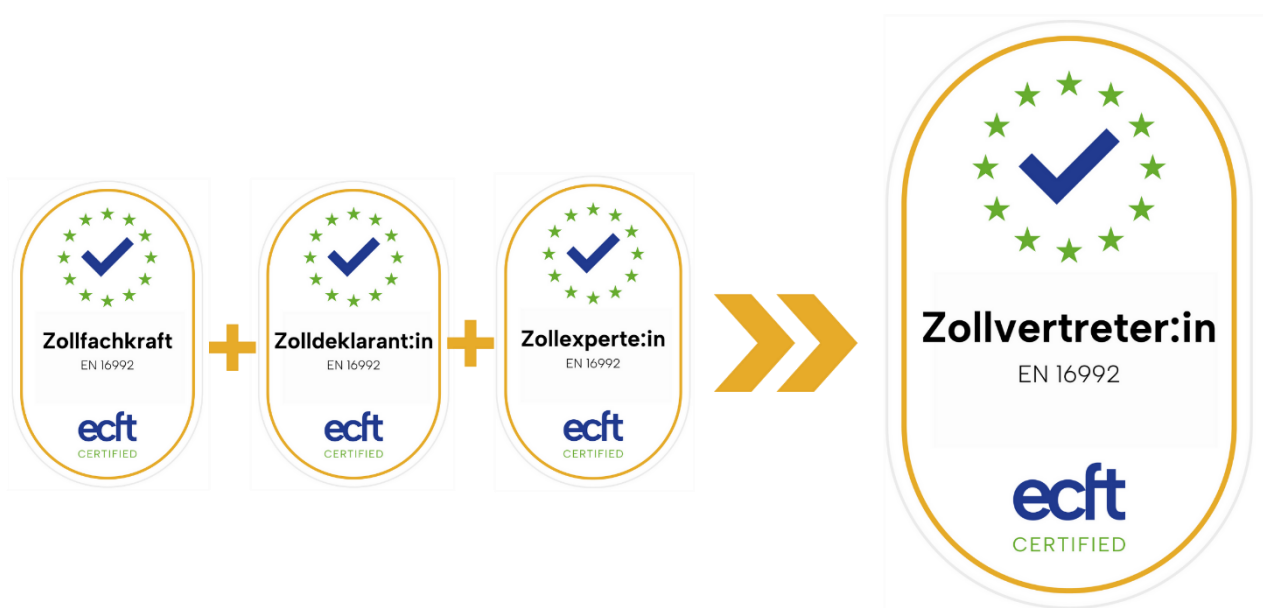 Zollfachkraft
EN 16992
ecft
CERTIFIED
+
Zolldeklarant:in
EN 16992
ecft
CERTIFIED
+
Zollexperte:in
EN 16992
ecft
CERTIFIED
Zollvertreter:in
EN 16992
ecft
CERTIFIED